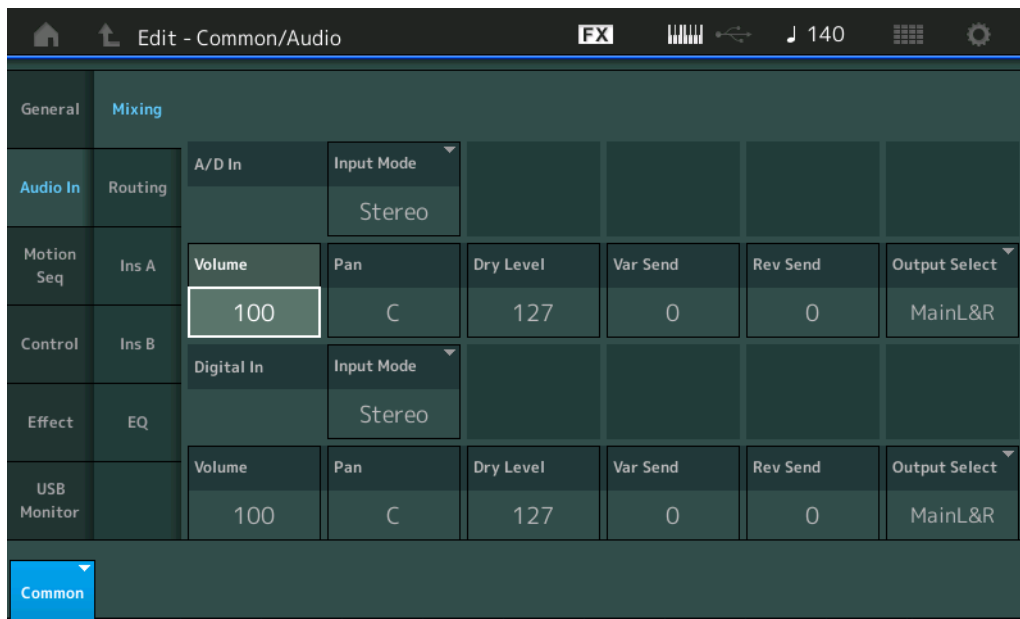 Edit - Common/Audio FX ♩ 140
General Mixing
A/D In Input Mode
Audio In Routing
Stereo
Motion
Seq
Ins A
Volume Pan Dry Level Var Send Rev Send Output Select
100 C 127 0 0 MainL&R
Control Ins B
Digital In Input Mode
Effect EQ
Stereo
Volume Pan Dry Level Var Send Rev Send Output Select
USB
Monitor
100 C 127 0 0 MainL&R
Common